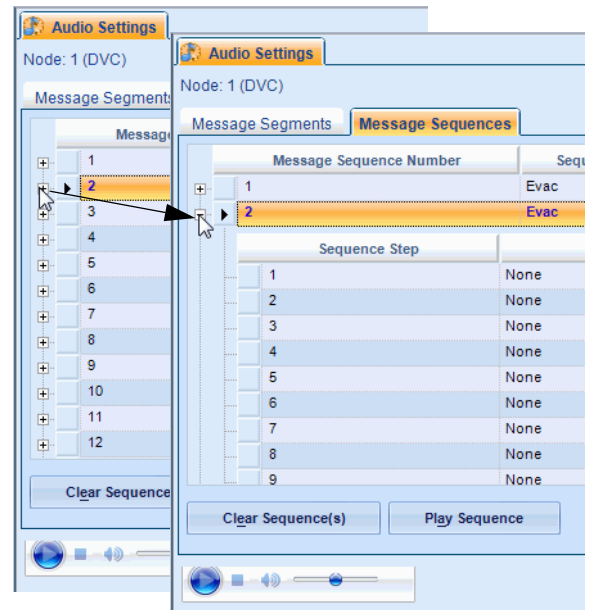 Audio Settings
Node: 1 (DVC)
Message Segments
Message
1
2
3
4
5
6
7
8
9
10
11
12
Clear Sequence
Audio Settings
Node: 1 (DVC)
Message Segments Message Sequences
Message Sequence Number Sequ
1 Evac
2 Evac
Sequence Step
1 None
2 None
3 None
4 None
5 None
6 None
7 None
8 None
9 None
Clear Sequence(s) Play Sequence